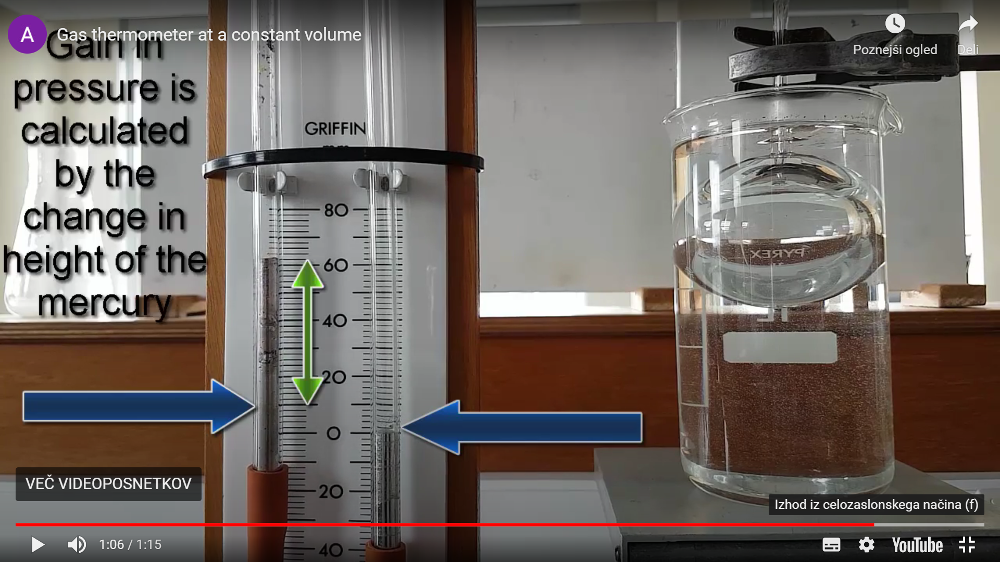 A
Gas thermometer at a constant volume
Poznejši ogled
Deli
Gain in
pressure is
calculated
by the
change in
height of the
mercury
GRIFFIN
80
60
40
20
0
20
40
PYREX
1L
VEČ VIDEOPOSNETKOV
Izhod iz celozaslonskega načina (f)
1:06 / 1:15
YouTube